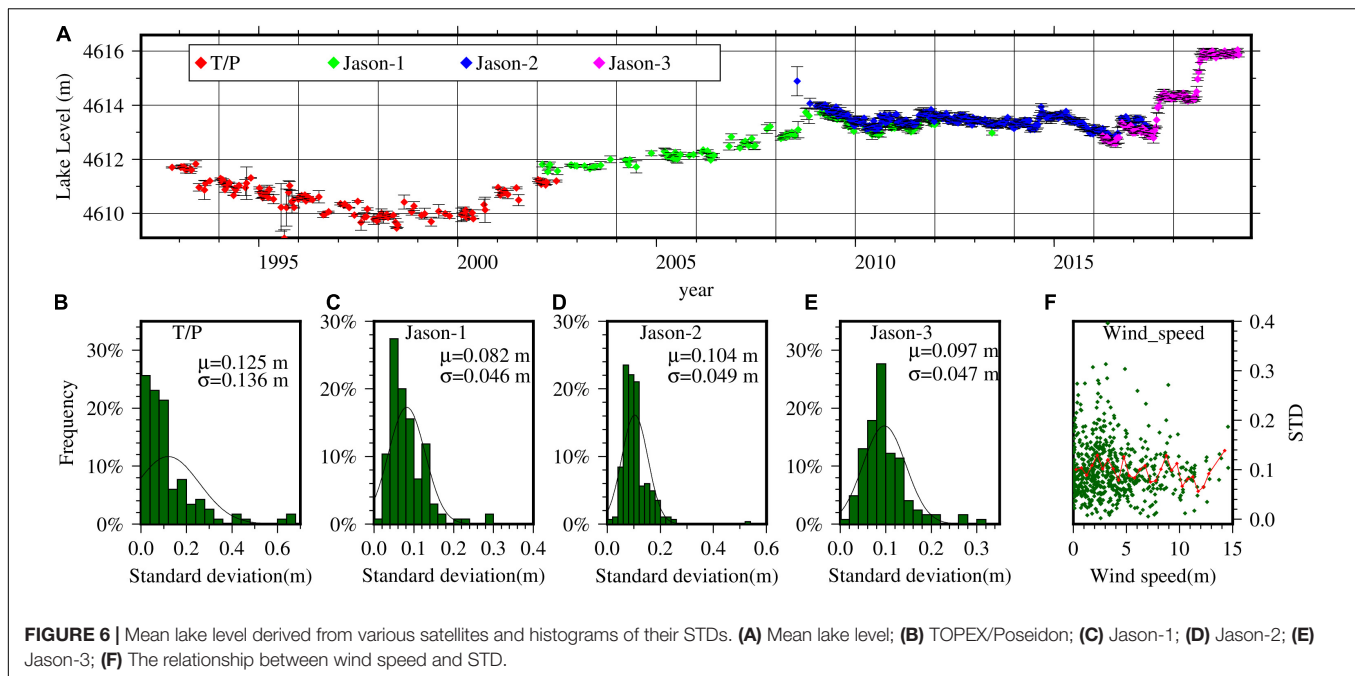 A
4616
4614
4612
4610
Lake Level (m)
T/P Jason-1 Jason-2 Jason-3
1995 2000 2005 2010 2015
year
B
T/P
μ=0.125 m
σ=0.136 m
30%
20%
10%
0%
Frequency
0.0 0.2 0.4 0.6
Standard deviation(m)
C
Jason-1
μ=0.082 m
σ=0.046 m
30%
20%
10%
0%
0.0 0.1 0.2 0.3 0.4
Standard deviation(m)
D
Jason-2
μ=0.104 m
σ=0.049 m
30%
20%
10%
0%
0.0 0.2 0.4 0.6
Standard deviation(m)
E
Jason-3
μ=0.097 m
σ=0.047 m
30%
20%
10%
0%
0.0 0.1 0.2 0.3
Standard deviation(m)
F
Wind_speed
0.4
0.3
0.2
0.1
0.0
STD
0 5 10 15
Wind speed(m)
FIGURE 6 | Mean lake level derived from various satellites and histograms of their STDs. (A) Mean lake level; (B) TOPEX/Poseidon; (C) Jason-1; (D) Jason-2; (E)
Jason-3; (F) The relationship between wind speed and STD.